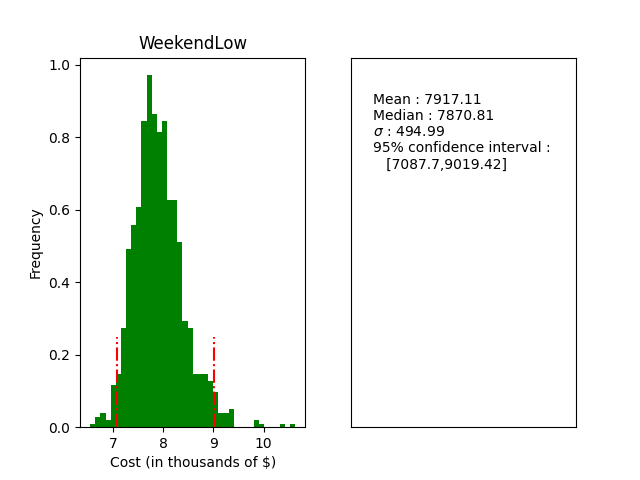 WeekendLow
1.0
0.8
0.6
0.4
0.2
0.0
Frequency
7 8 9 10
Cost (in thousands of $)
Mean : 7917.11
Median : 7870.81
σ : 494.99
95% confidence interval :
[7087.7,9019.42]